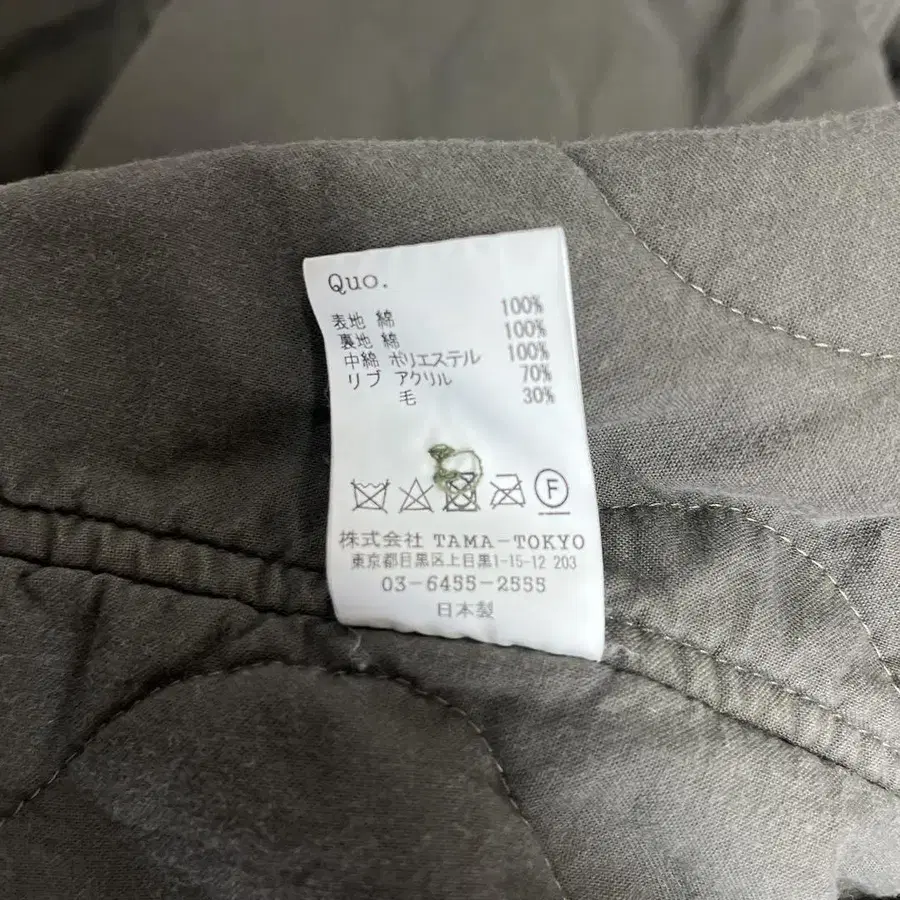 Quo.
表地 綿 100%
裏地 綿 100%
中綿 ポリエステル 100%
リブ アクリル 70%
毛 30%
F
株式会社 TAMA-TOKYO
東京都目黒区上目黒1-15-12 203
03-6455-2555
日本製